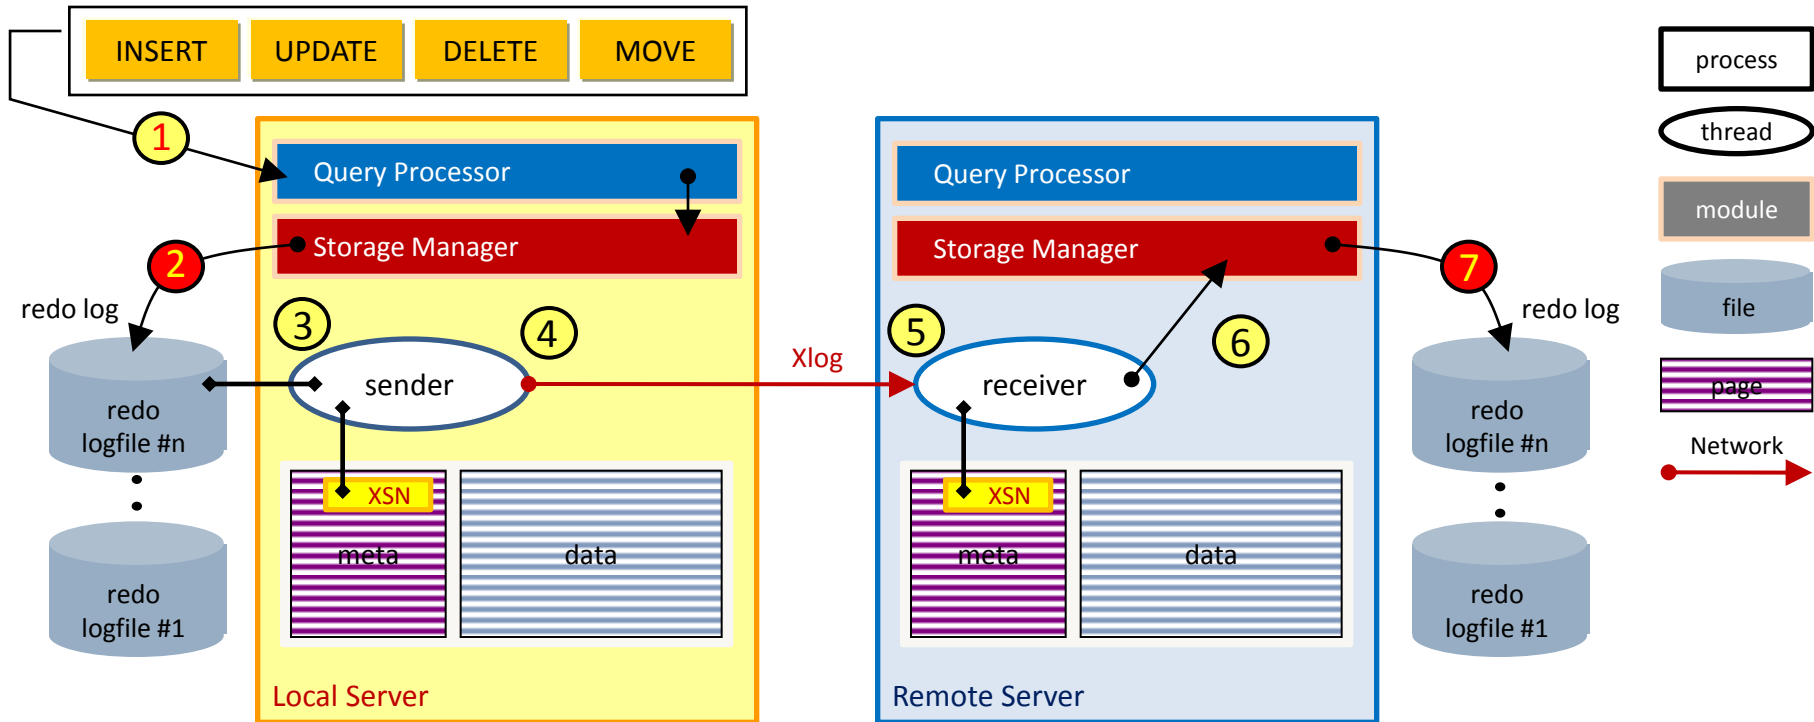 INSERT UPDATE DELETE MOVE
1
Query Processor
Storage Manager
2
redo log
3
4
sender
redo
logfile #n
XSN
meta
data
redo
logfile #1
Local Server
Xlog
Query Processor
Storage Manager
7
redo log
5
6
receiver
redo
logfile #n
XSN
meta
data
redo
logfile #1
Remote Server
process
thread
module
file
page
Network